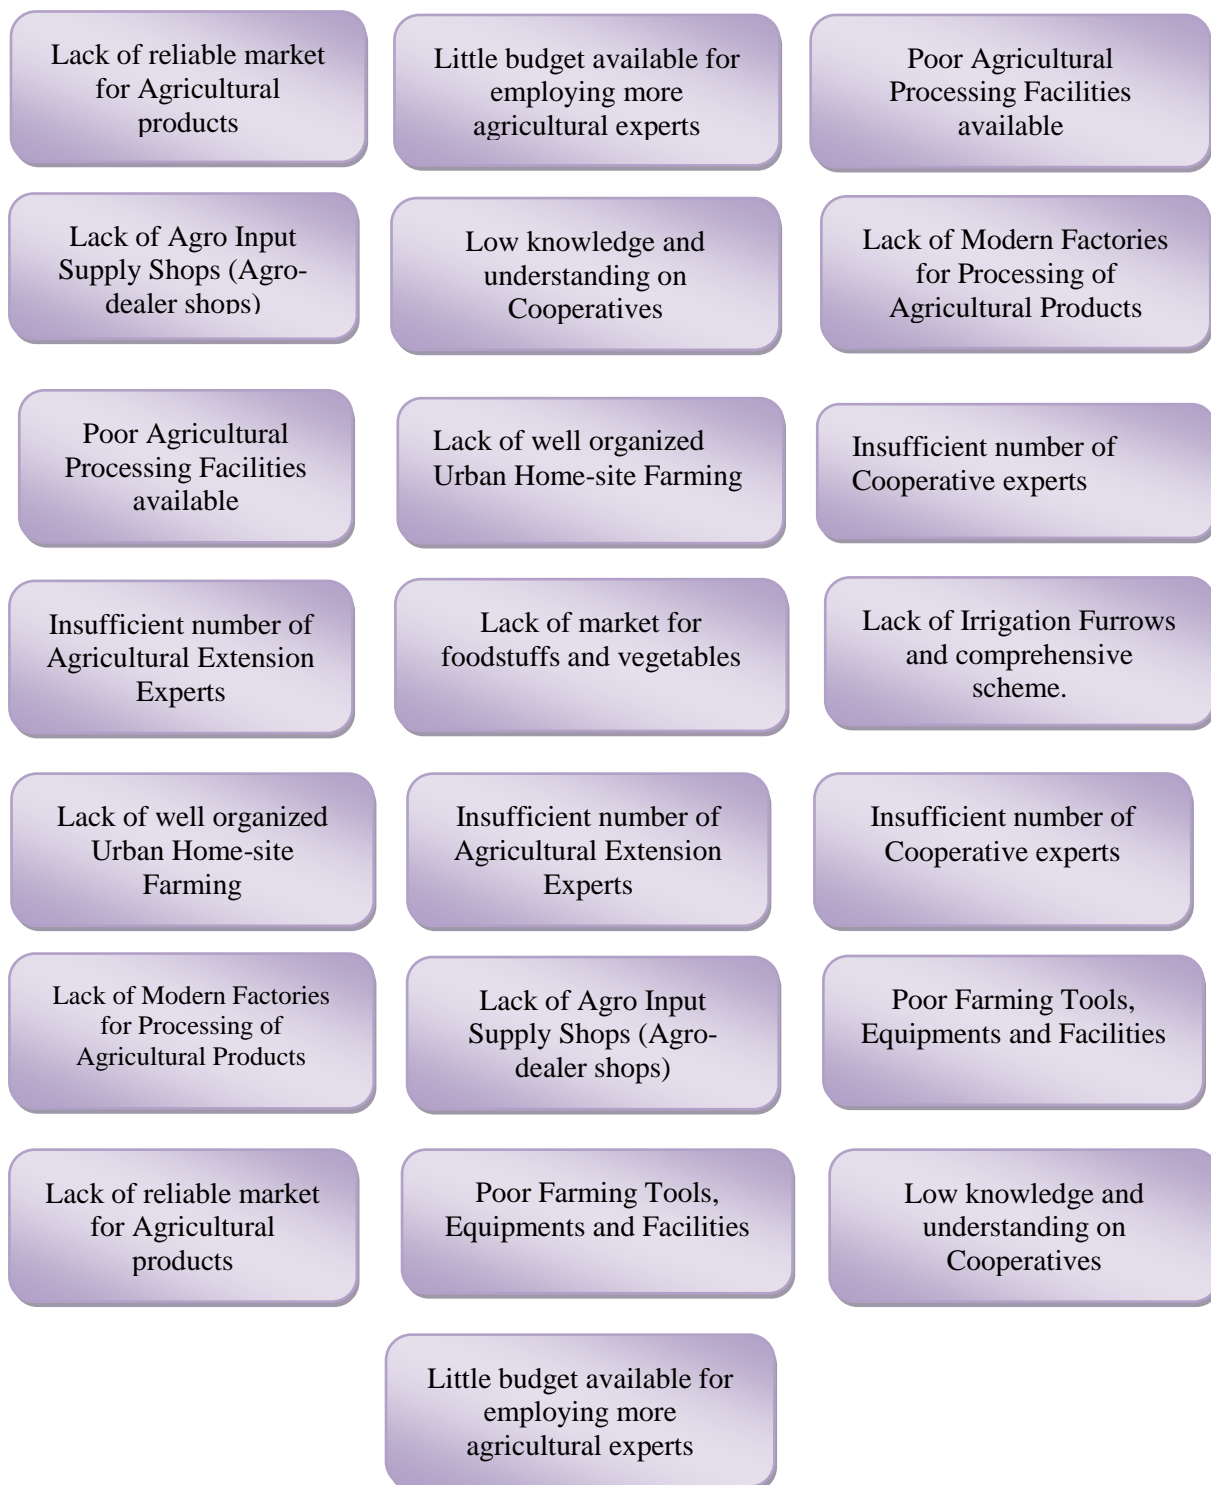 Lack of reliable market
for Agricultural
products
Little budget available for
employing more
agricultural experts
Poor Agricultural
Processing Facilities
available
Lack of Agro Input
Supply Shops (Agro-
dealer shops)
Low knowledge and
understanding on
Cooperatives
Lack of Modern Factories
for Processing of
Agricultural Products
Poor Agricultural
Processing Facilities
available
Lack of well organized
Urban Home-site Farming
Insufficient number of
Cooperative experts
Insufficient number of
Agricultural Extension
Experts
Lack of market for
foodstuffs and vegetables
Lack of Irrigation Furrows
and comprehensive
scheme.
Lack of well organized
Urban Home-site
Farming
Insufficient number of
Agricultural Extension
Experts
Insufficient number of
Cooperative experts
Lack of Modern Factories
for Processing of
Agricultural Products
Lack of Agro Input
Supply Shops (Agro-
dealer shops)
Poor Farming Tools,
Equipments and Facilities
Lack of reliable market
for Agricultural
products
Poor Farming Tools,
Equipments and Facilities
Low knowledge and
understanding on
Cooperatives
Little budget available for
employing more
agricultural experts